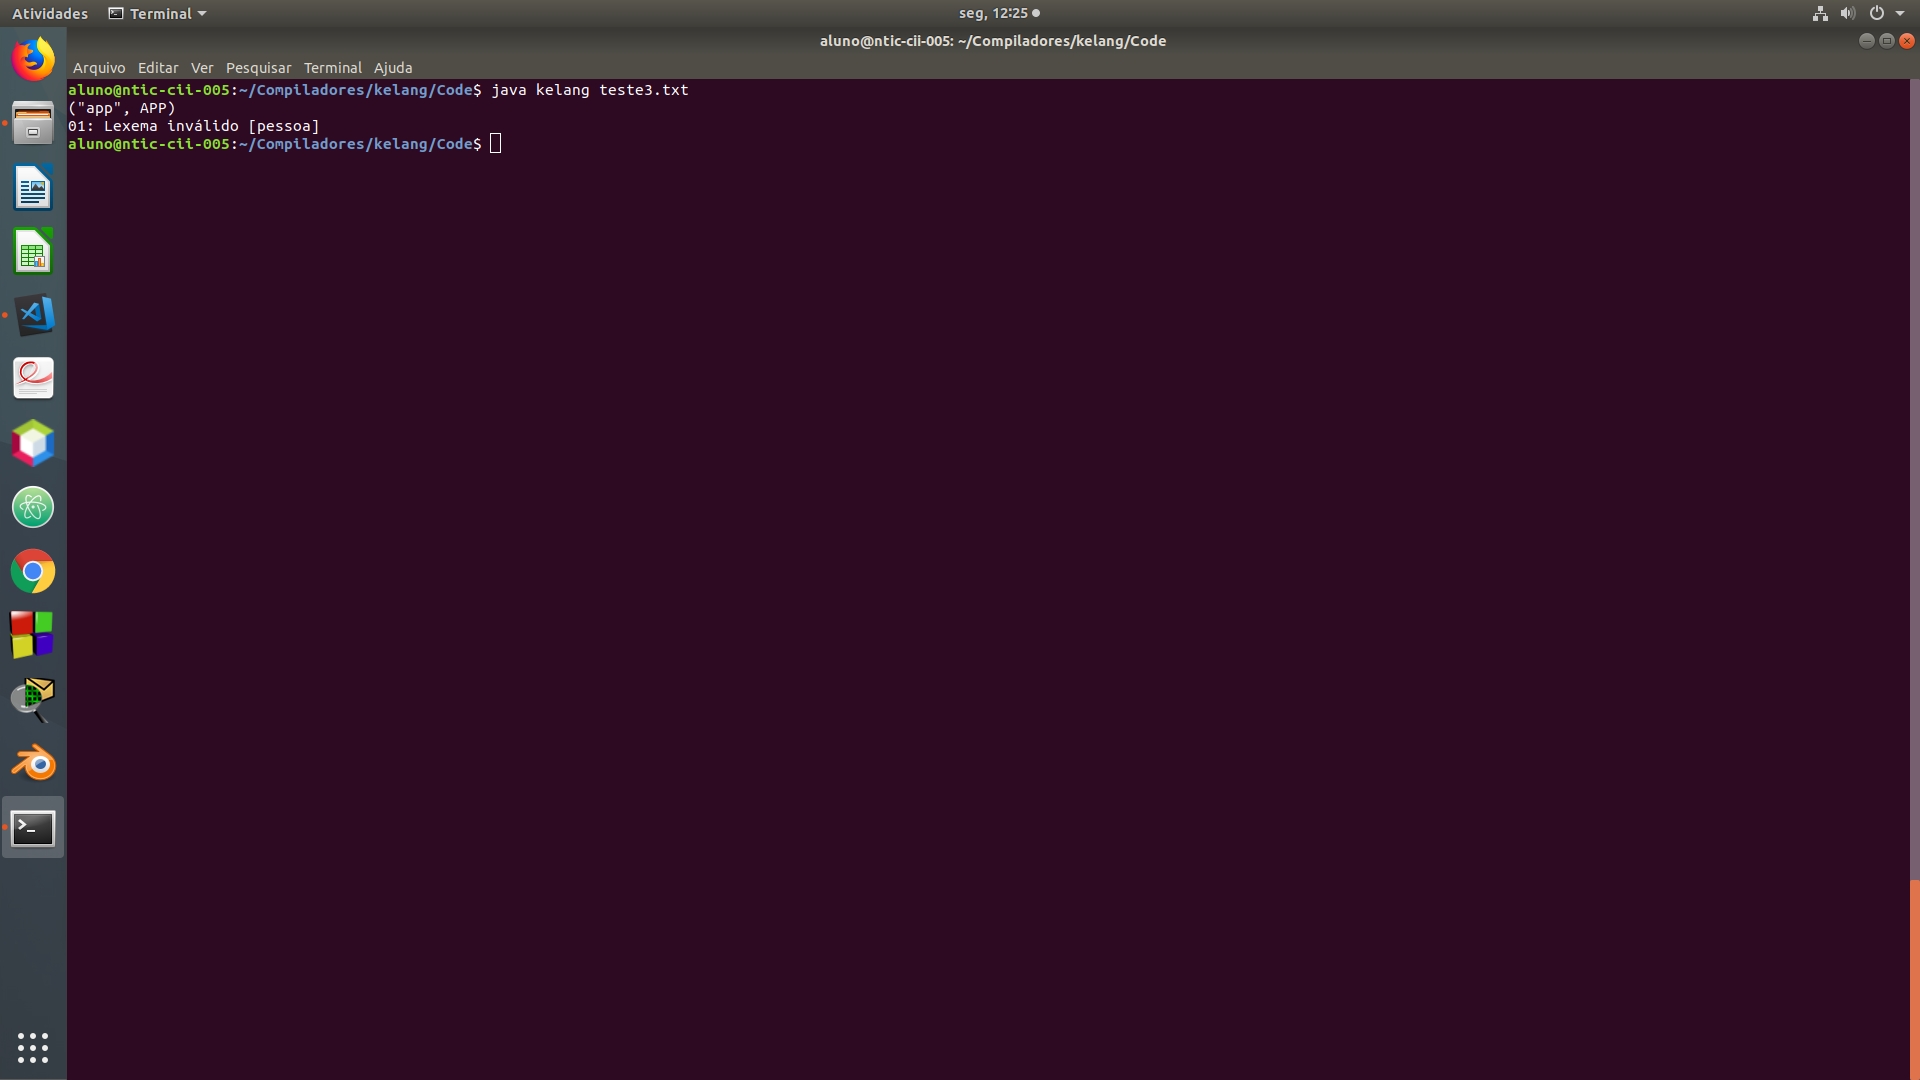 Atividades Terminal seg, 12:25
aluno@ntic-cii-005: ~/Compiladores/kelang/Code
Arquivo Editar Ver Pesquisar Terminal Ajuda
aluno@ntic-cii-005:~/Compiladores/kelang/Code$ java kelang teste3.txt
("app", APP)
01: Lexema inválido [pessoa]
aluno@ntic-cii-005:~/Compiladores/kelang/Code$